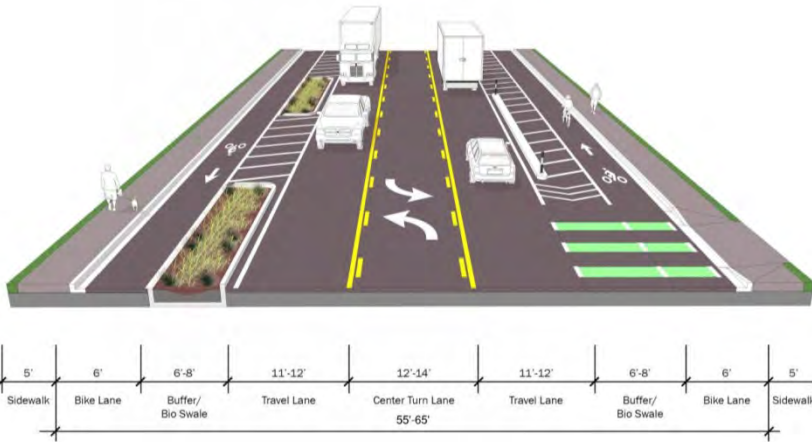 5' 6' 6'-8' 11'-12' 12'-14' 11'-12' 6'-8' 6' 5'
Sidewalk Bike Lane Buffer/ Travel Lane Center Turn Lane Travel Lane Buffer/ Bike Lane Sidewalk
Bio Swale Bio Swale
55'-65'